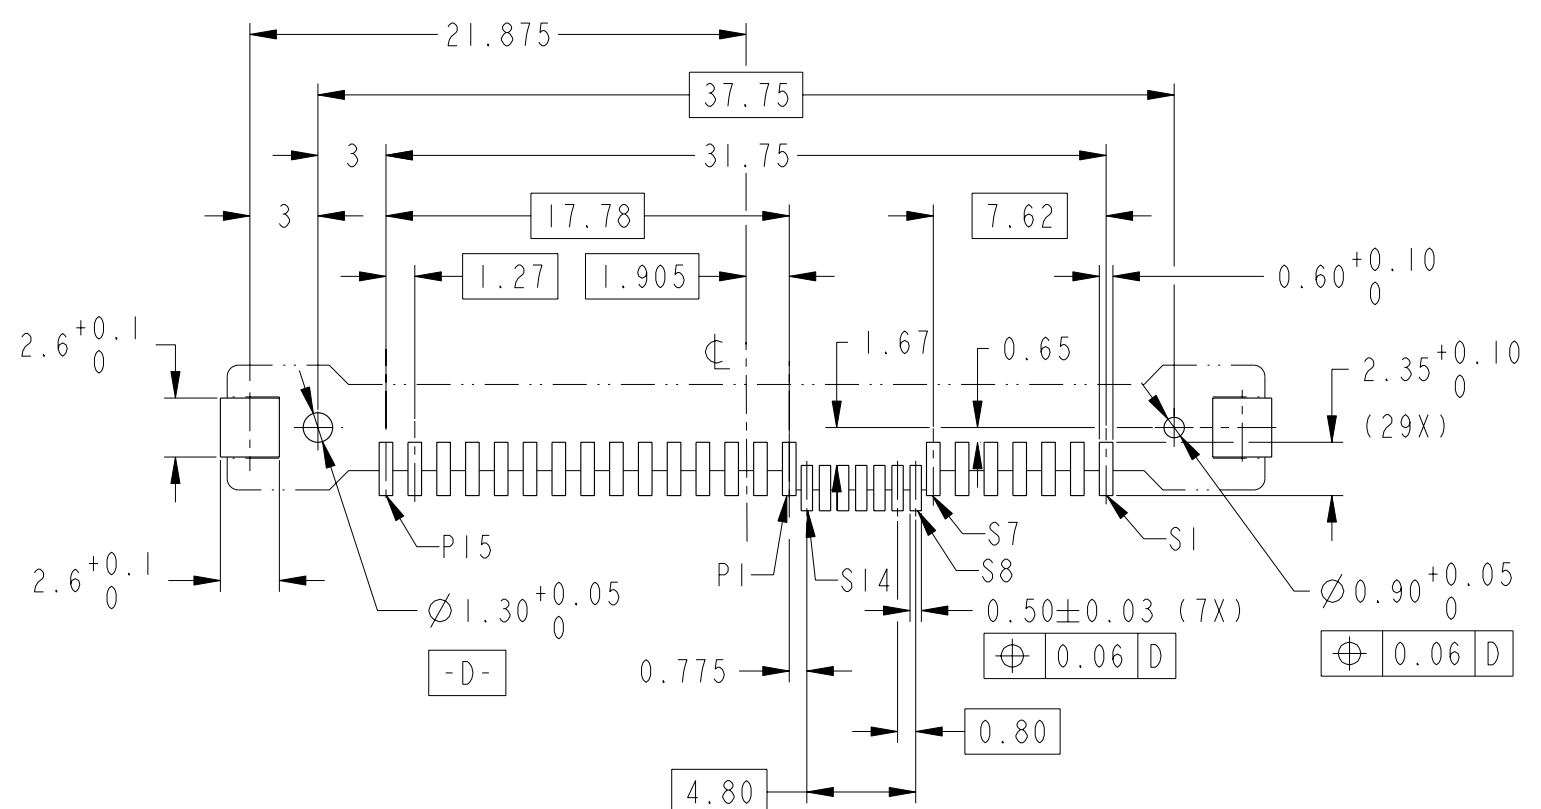 21.875
37.75
3
31.75
3
17.78
7.62
1.27
1.905
0.60 +0.10
0
2.6 +0.1
0
℄
1.67
0.65
2.35 +0.10
0
(29X)
P15
S7
S1
P1
S14
S8
2.6 +0.1
0
Ø1.30 +0.05
0
0.50±0.03 (7X)
Ø0.90 +0.05
0
-D-
⌖ 0.06 D
⌖ 0.06 D
0.775
0.80
4.80